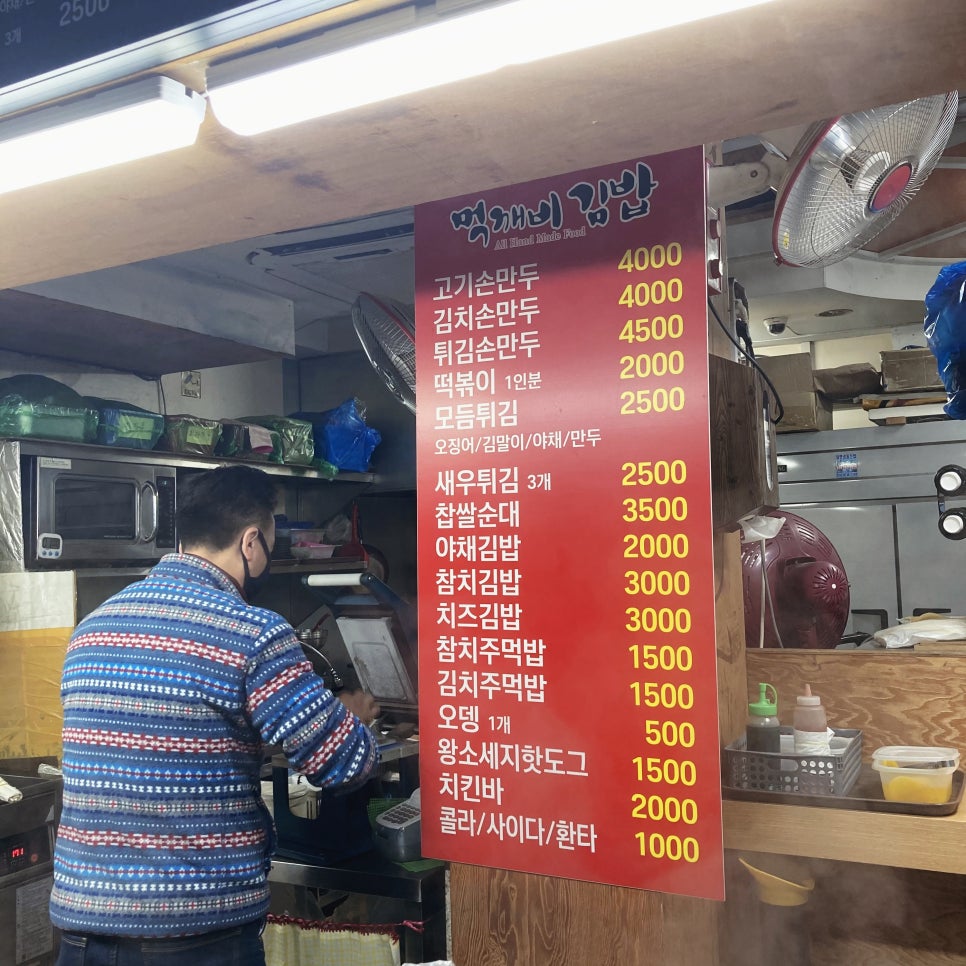 2500
3개
먹깨비 김밥
All Hand Made Food
고기손만두 4000
김치손만두 4000
튀김손만두 4500
떡볶이 1인분 2000
모듬튀김 2500
오징어/김말이/야채/만두
새우튀김 3개 2500
찹쌀순대 3500
야채김밥 2000
참치김밥 3000
치즈김밥 3000
참치주먹밥 1500
김치주먹밥 1500
오뎅 1개 500
왕소세지핫도그 1500
치킨바 2000
콜라/사이다/환타 1000
171